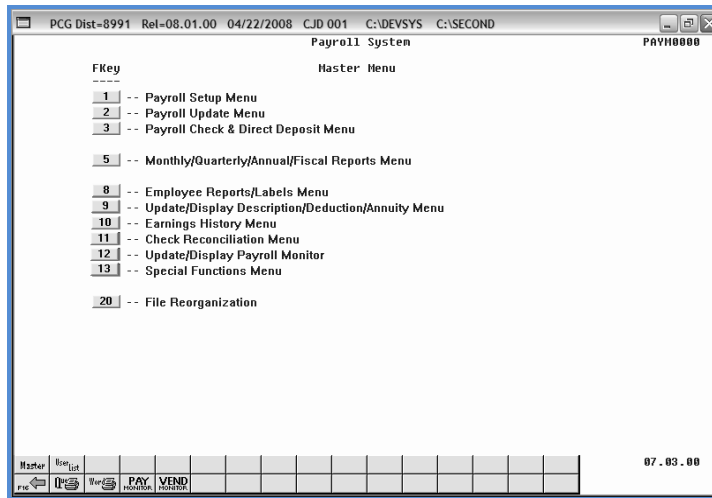 PCG Dist=8991 Rel=08.01.00 04/22/2008 CJD 001 C:\DEVSYS C:\SECOND
Payroll System PAYM0000
FKey Master Menu
----
1 -- Payroll Setup Menu
2 -- Payroll Update Menu
3 -- Payroll Check & Direct Deposit Menu
5 -- Monthly/Quarterly/Annual/Fiscal Reports Menu
8 -- Employee Reports/Labels Menu
9 -- Update/Display Description/Deduction/Annuity Menu
10 -- Earnings History Menu
11 -- Check Reconciliation Menu
12 -- Update/Display Payroll Monitor
13 -- Special Functions Menu
20 -- File Reorganization
Master User List 07.03.00
F16 Que Word PAY MONITOR VEND MONITOR